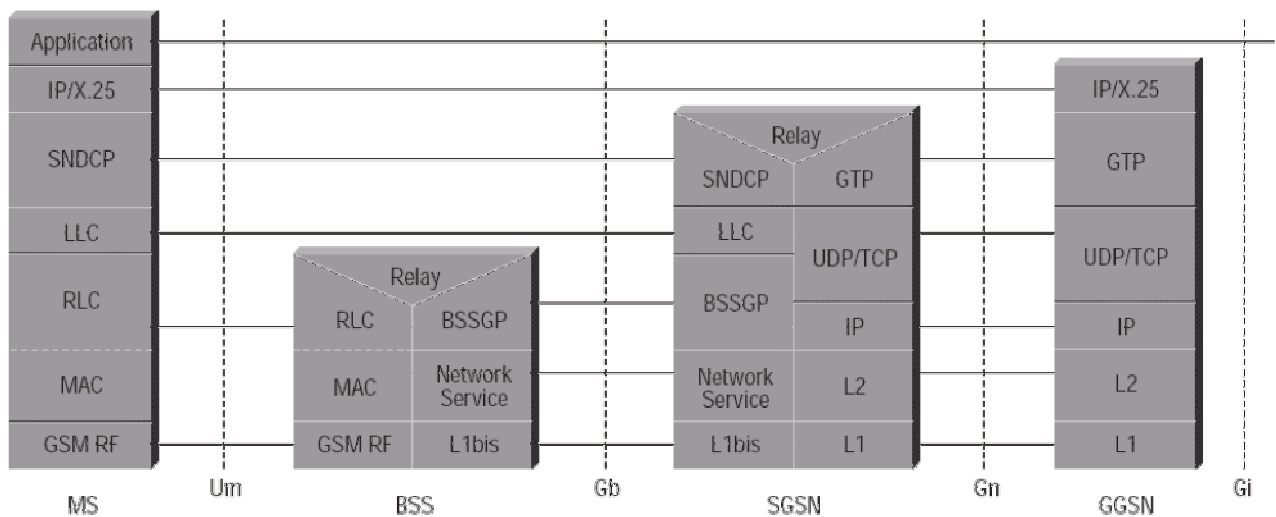 Application
IP/X.25
SNDCP
LLC
RLC
MAC
GSM RF
MS
Um
Relay
RLC
BSSGP
MAC
Network
Service
GSM RF
L1bis
BSS
Gb
Relay
SNDCP
GTP
LLC
UDP/TCP
BSSGP
IP
Network
Service
L2
L1bis
L1
SGSN
Gn
IP/X.25
GTP
UDP/TCP
IP
L2
L1
GGSN
Gi